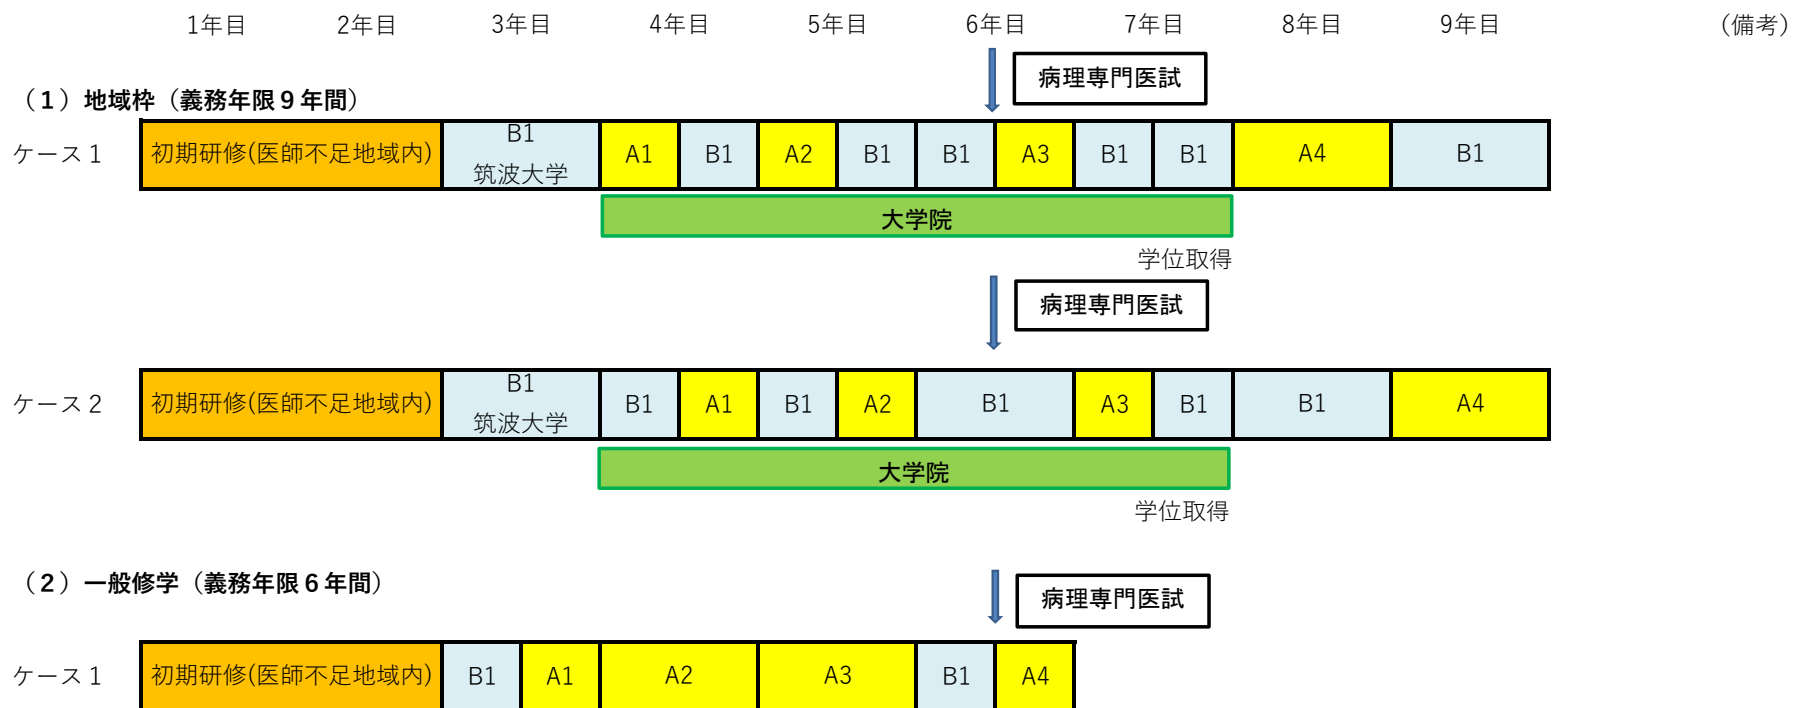 1年目 2年目 3年目 4年目 5年目 6年目 7年目 8年目 9年目 （備考）
病理専門医試
（１）地域枠（義務年限９年間）
ケース１ 初期研修(医師不足地域内) B1 筑波大学 A1 B1 A2 B1 B1 A3 B1 B1 A4 B1
大学院
学位取得
病理専門医試
ケース２ 初期研修(医師不足地域内) B1 筑波大学 B1 A1 B1 A2 B1 A3 B1 B1 A4
大学院
学位取得
（２）一般修学（義務年限６年間）
病理専門医試
ケース１ 初期研修(医師不足地域内) B1 A1 A2 A3 B1 A4